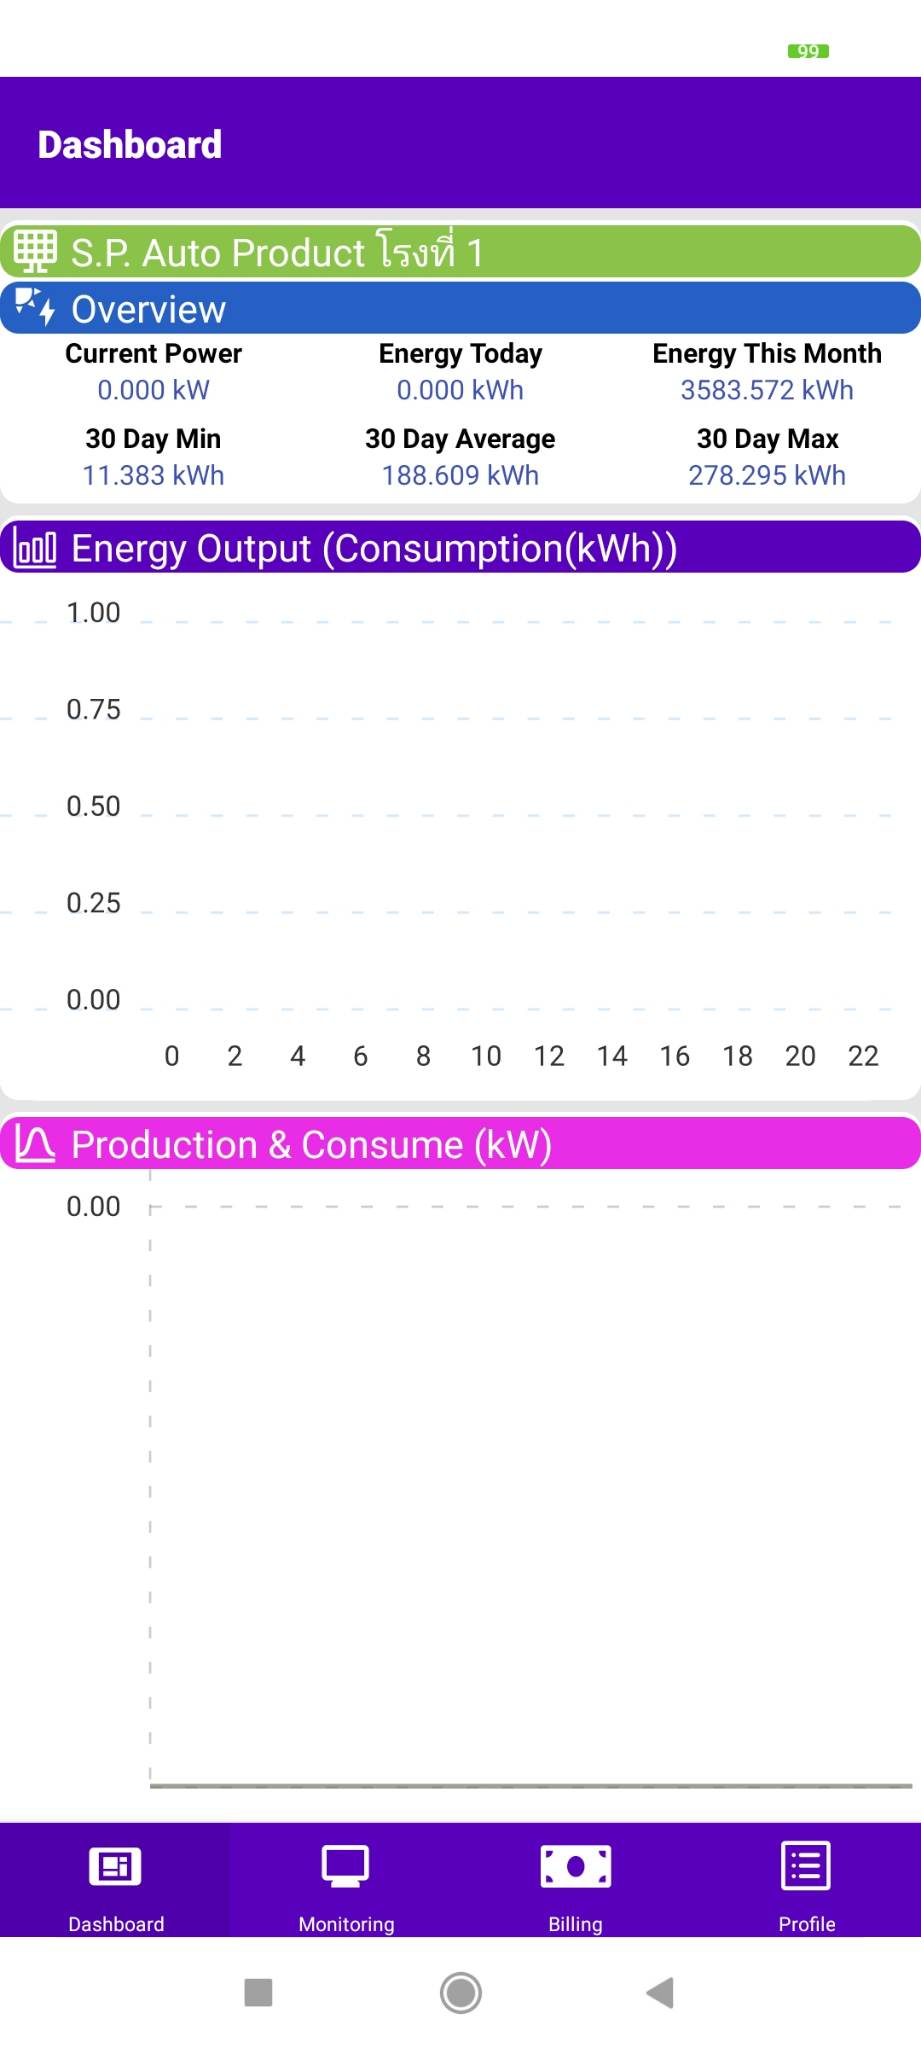 99
Dashboard
S.P. Auto Product โรงที่ 1
Overview
Current Power Energy Today Energy This Month
0.000 kW 0.000 kWh 3583.572 kWh
30 Day Min 30 Day Average 30 Day Max
11.383 kWh 188.609 kWh 278.295 kWh
Energy Output (Consumption(kWh))
1.00
0.75
0.50
0.25
0.00
0 2 4 6 8 10 12 14 16 18 20 22
Production & Consume (kW)
0.00
Dashboard Monitoring Billing Profile